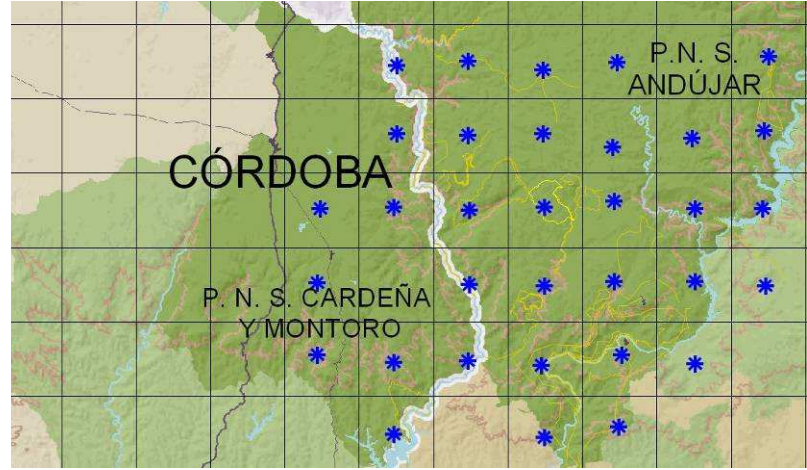 P.N. S.
ANDÚJAR
CÓRDOBA
P. N. S. CARDEÑA
Y MONTORO